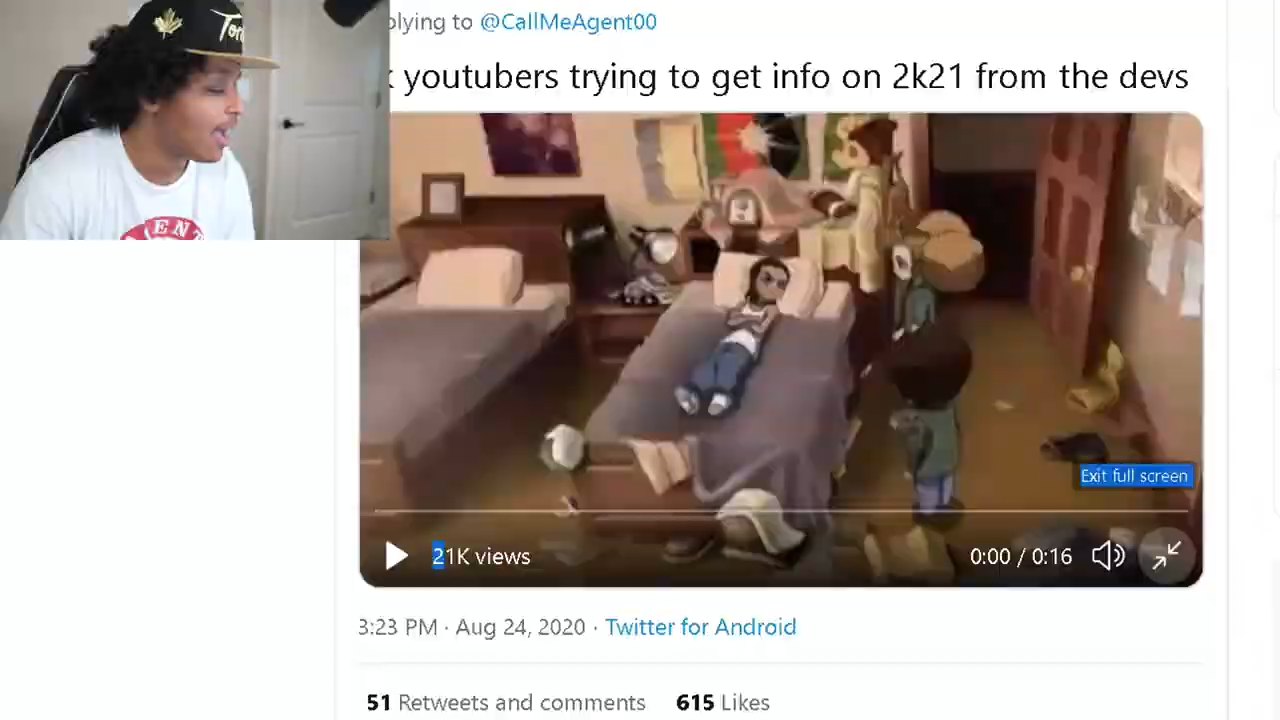 plying to @CallMeAgent00
k youtubers trying to get info on 2k21 from the devs
Exit full screen
21K views
0:00 / 0:16
3:23 PM · Aug 24, 2020 · Twitter for Android
51 Retweets and comments 615 Likes